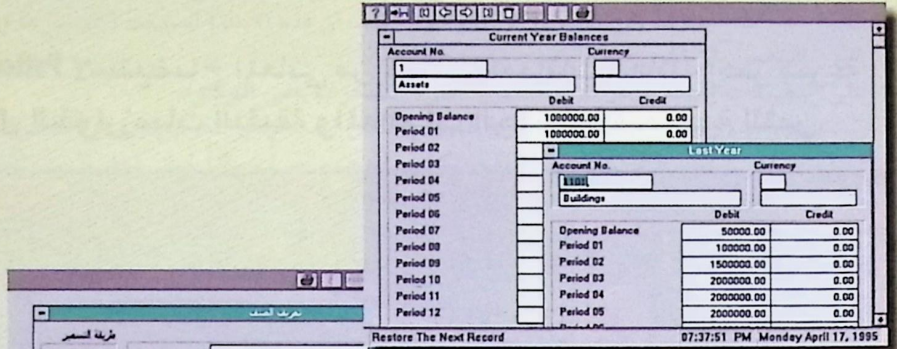 Current Year Balances
Account No. Currency
1
Assets
Debit Credit
Opening Balance 1080000.00 0.00
Period 01 1080000.00 0.00
Period 02
Period 03
Period 04
Period 05
Period 06
Period 07
Period 08
Period 09
Period 10
Period 11
Period 12
Last Year
Account No. Currency
1101
Buildings
Debit Credit
Opening Balance 50000.00 0.00
Period 01 100000.00 0.00
Period 02 1500000.00 0.00
Period 03 2000000.00 0.00
Period 04 2000000.00 0.00
Period 05 2000000.00 0.00
Restore The Next Record 07:37:51 PM Monday April 17, 1995
تعريف الصنف
طريقة التسعير